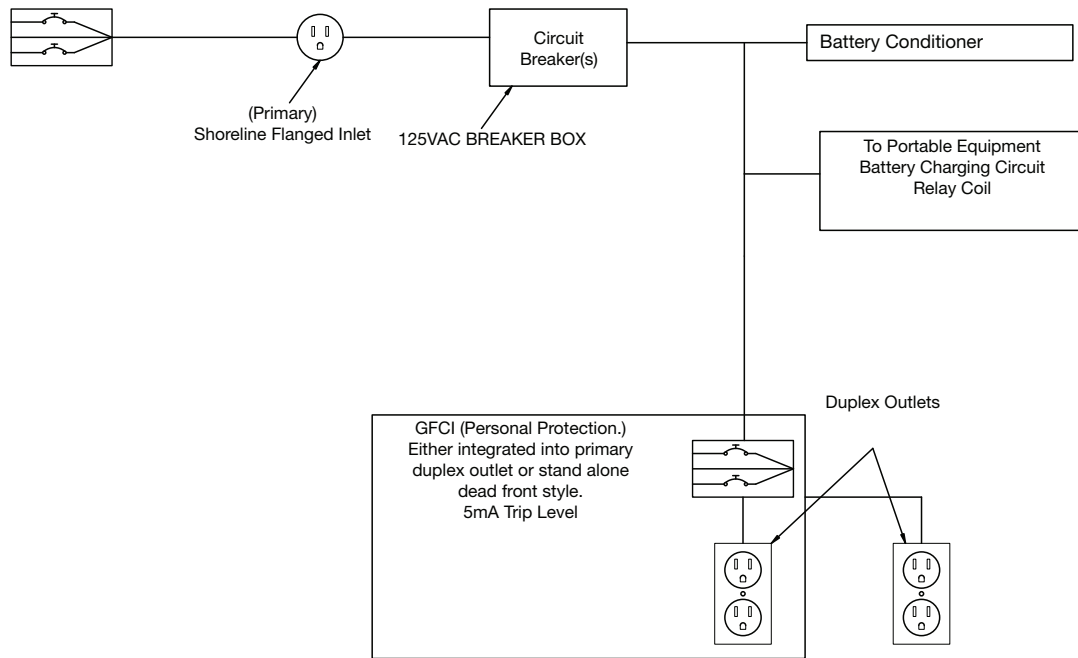 Circuit
Breaker(s)
Battery Conditioner
(Primary)
Shoreline Flanged Inlet
125VAC BREAKER BOX
To Portable Equipment
Battery Charging Circuit
Relay Coil
Duplex Outlets
GFCI (Personal Protection.)
Either integrated into primary
duplex outlet or stand alone
dead front style.
5mA Trip Level